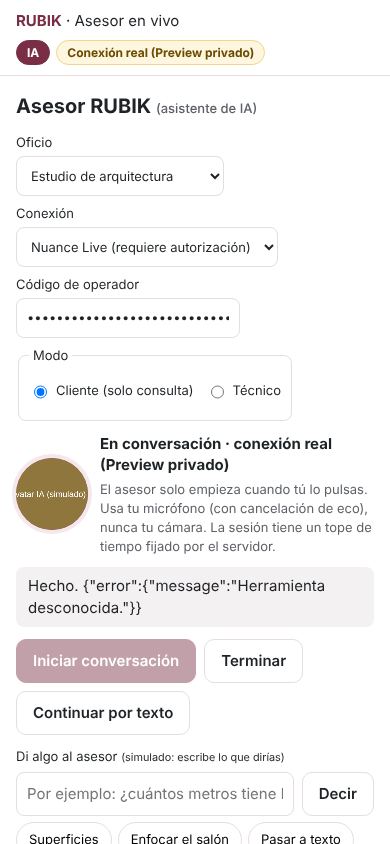 RUBIK · Asesor en vivo
IA
Conexión real (Preview privado)
Asesor RUBIK (asistente de IA)
Oficio
Estudio de arquitectura
Conexión
Nuance Live (requiere autorización)
Código de operador
Modo
Cliente (solo consulta)
Técnico
En conversación · conexión real
(Preview privado)
vatar IA (simulado)
El asesor solo empieza cuando tú lo pulsas.
Usa tu micrófono (con cancelación de eco),
nunca tu cámara. La sesión tiene un tope de
tiempo fijado por el servidor.
Hecho. {"error":{"message":"Herramienta
desconocida."}}
Iniciar conversación
Terminar
Continuar por texto
Di algo al asesor (simulado: escribe lo que dirías)
Por ejemplo: ¿cuántos metros tiene
Decir
Superficies
Enfocar el salón
Pasar a texto